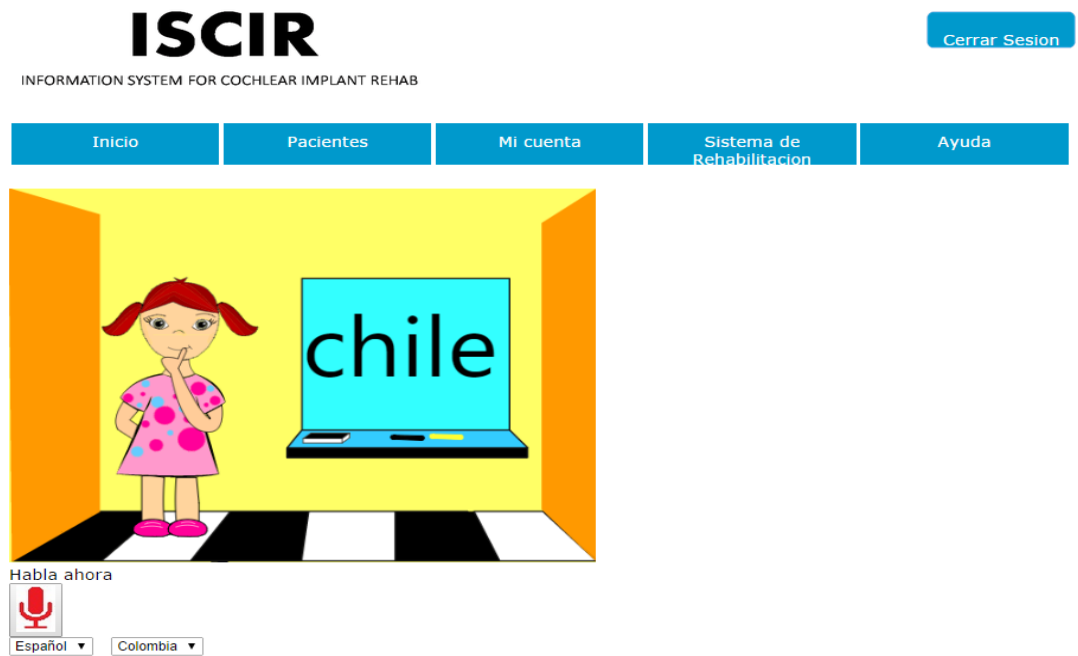 ISCIR
INFORMATION SYSTEM FOR COCHLEAR IMPLANT REHAB
Cerrar Sesion
Inicio
Pacientes
Mi cuenta
Sistema de
Rehabilitacion
Ayuda
chile
Habla ahora
Español
Colombia